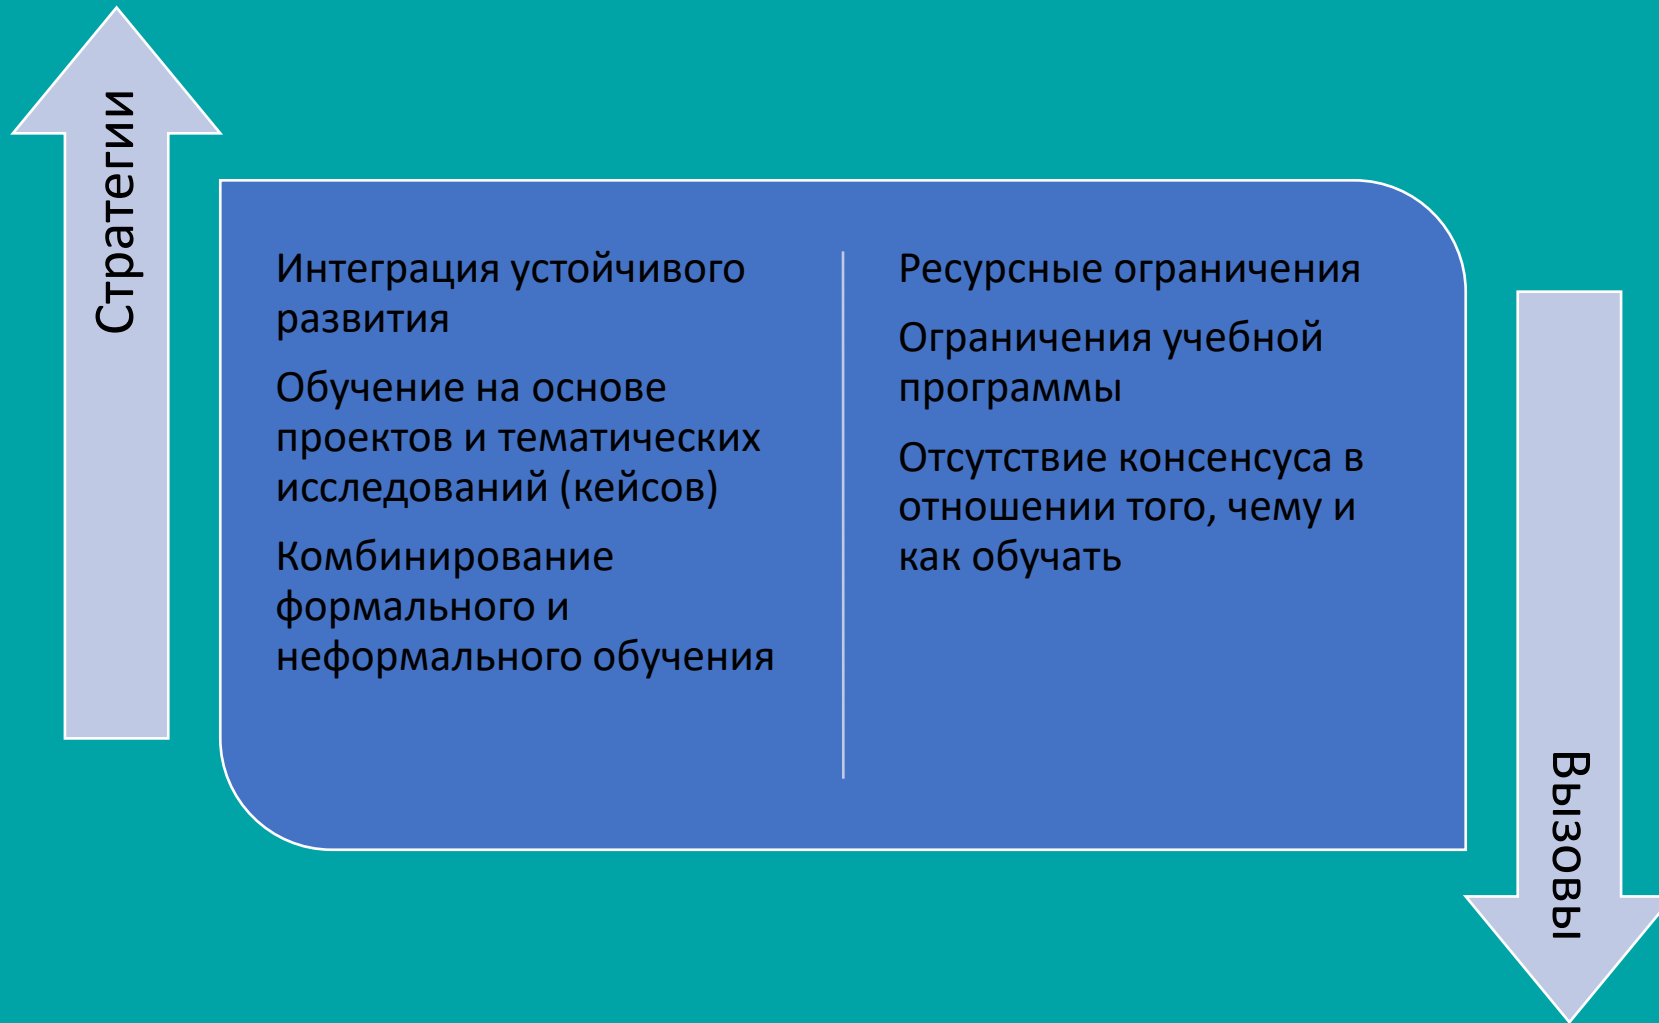 Стратегии
Интеграция устойчивого
развития
Обучение на основе
проектов и тематических
исследований (кейсов)
Комбинирование
формального и
неформального обучения
Ресурсные ограничения
Ограничения учебной
программы
Отсутствие консенсуса в
отношении того, чему и
как обучать
Вызовы